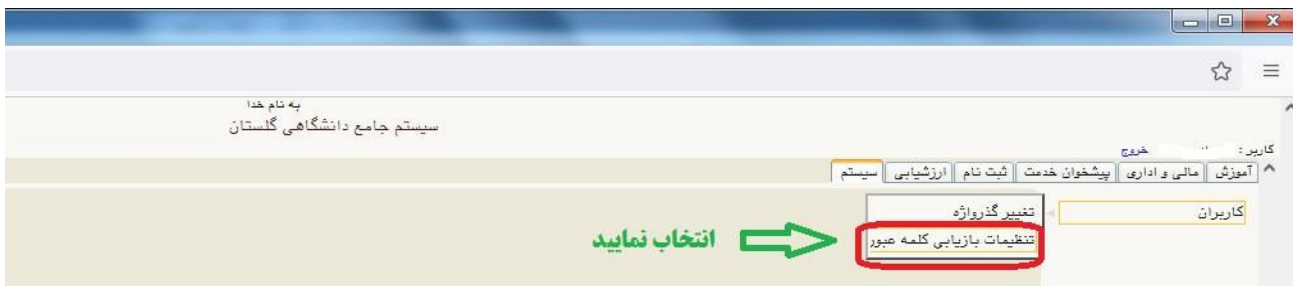 به نام خدا
سیستم جامع دانشگاهی گلستان
کاربر : خروج
آموزش مالی و اداری پیشخوان خدمت ثبت نام ارزشیابی سیستم
کاربران تغییر گذرواژه
تنظیمات بازیابی کلمه عبور انتخاب نمایید